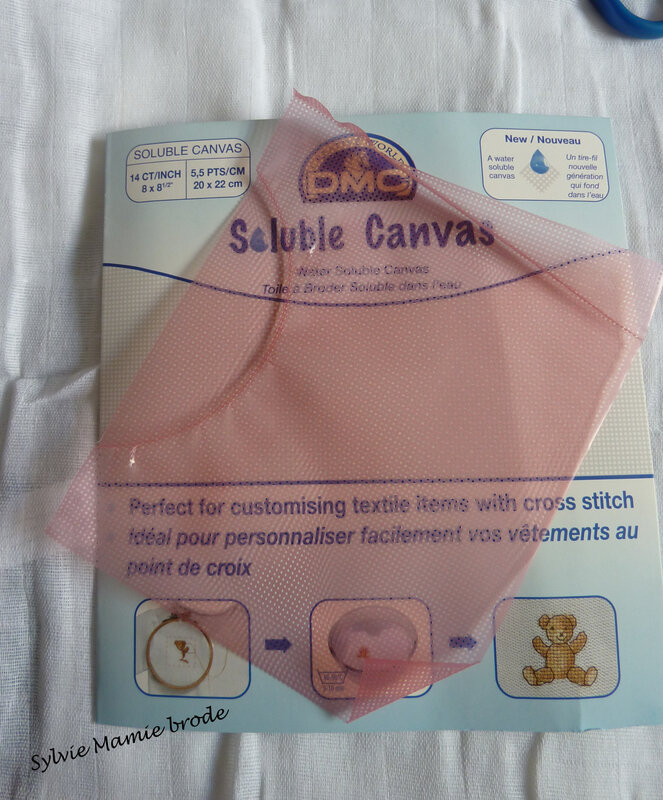 SOLUBLE CANVAS
14 CT/INCH
8 x 8½"
5,5 PTS/CM
20 x 22 cm
WORLD
DMC
New / Nouveau
A water
soluble
canvas
Un tire-fil
nouvelle
génération
qui fond
dans l'eau
Soluble Canvas
Water Soluble Canvas
Toile à Broder Soluble dans l'eau
Perfect for customising textile items with cross stitch
Idéal pour personnaliser facilement vos vêtements au
point de croix
Sylvie Mamie brode